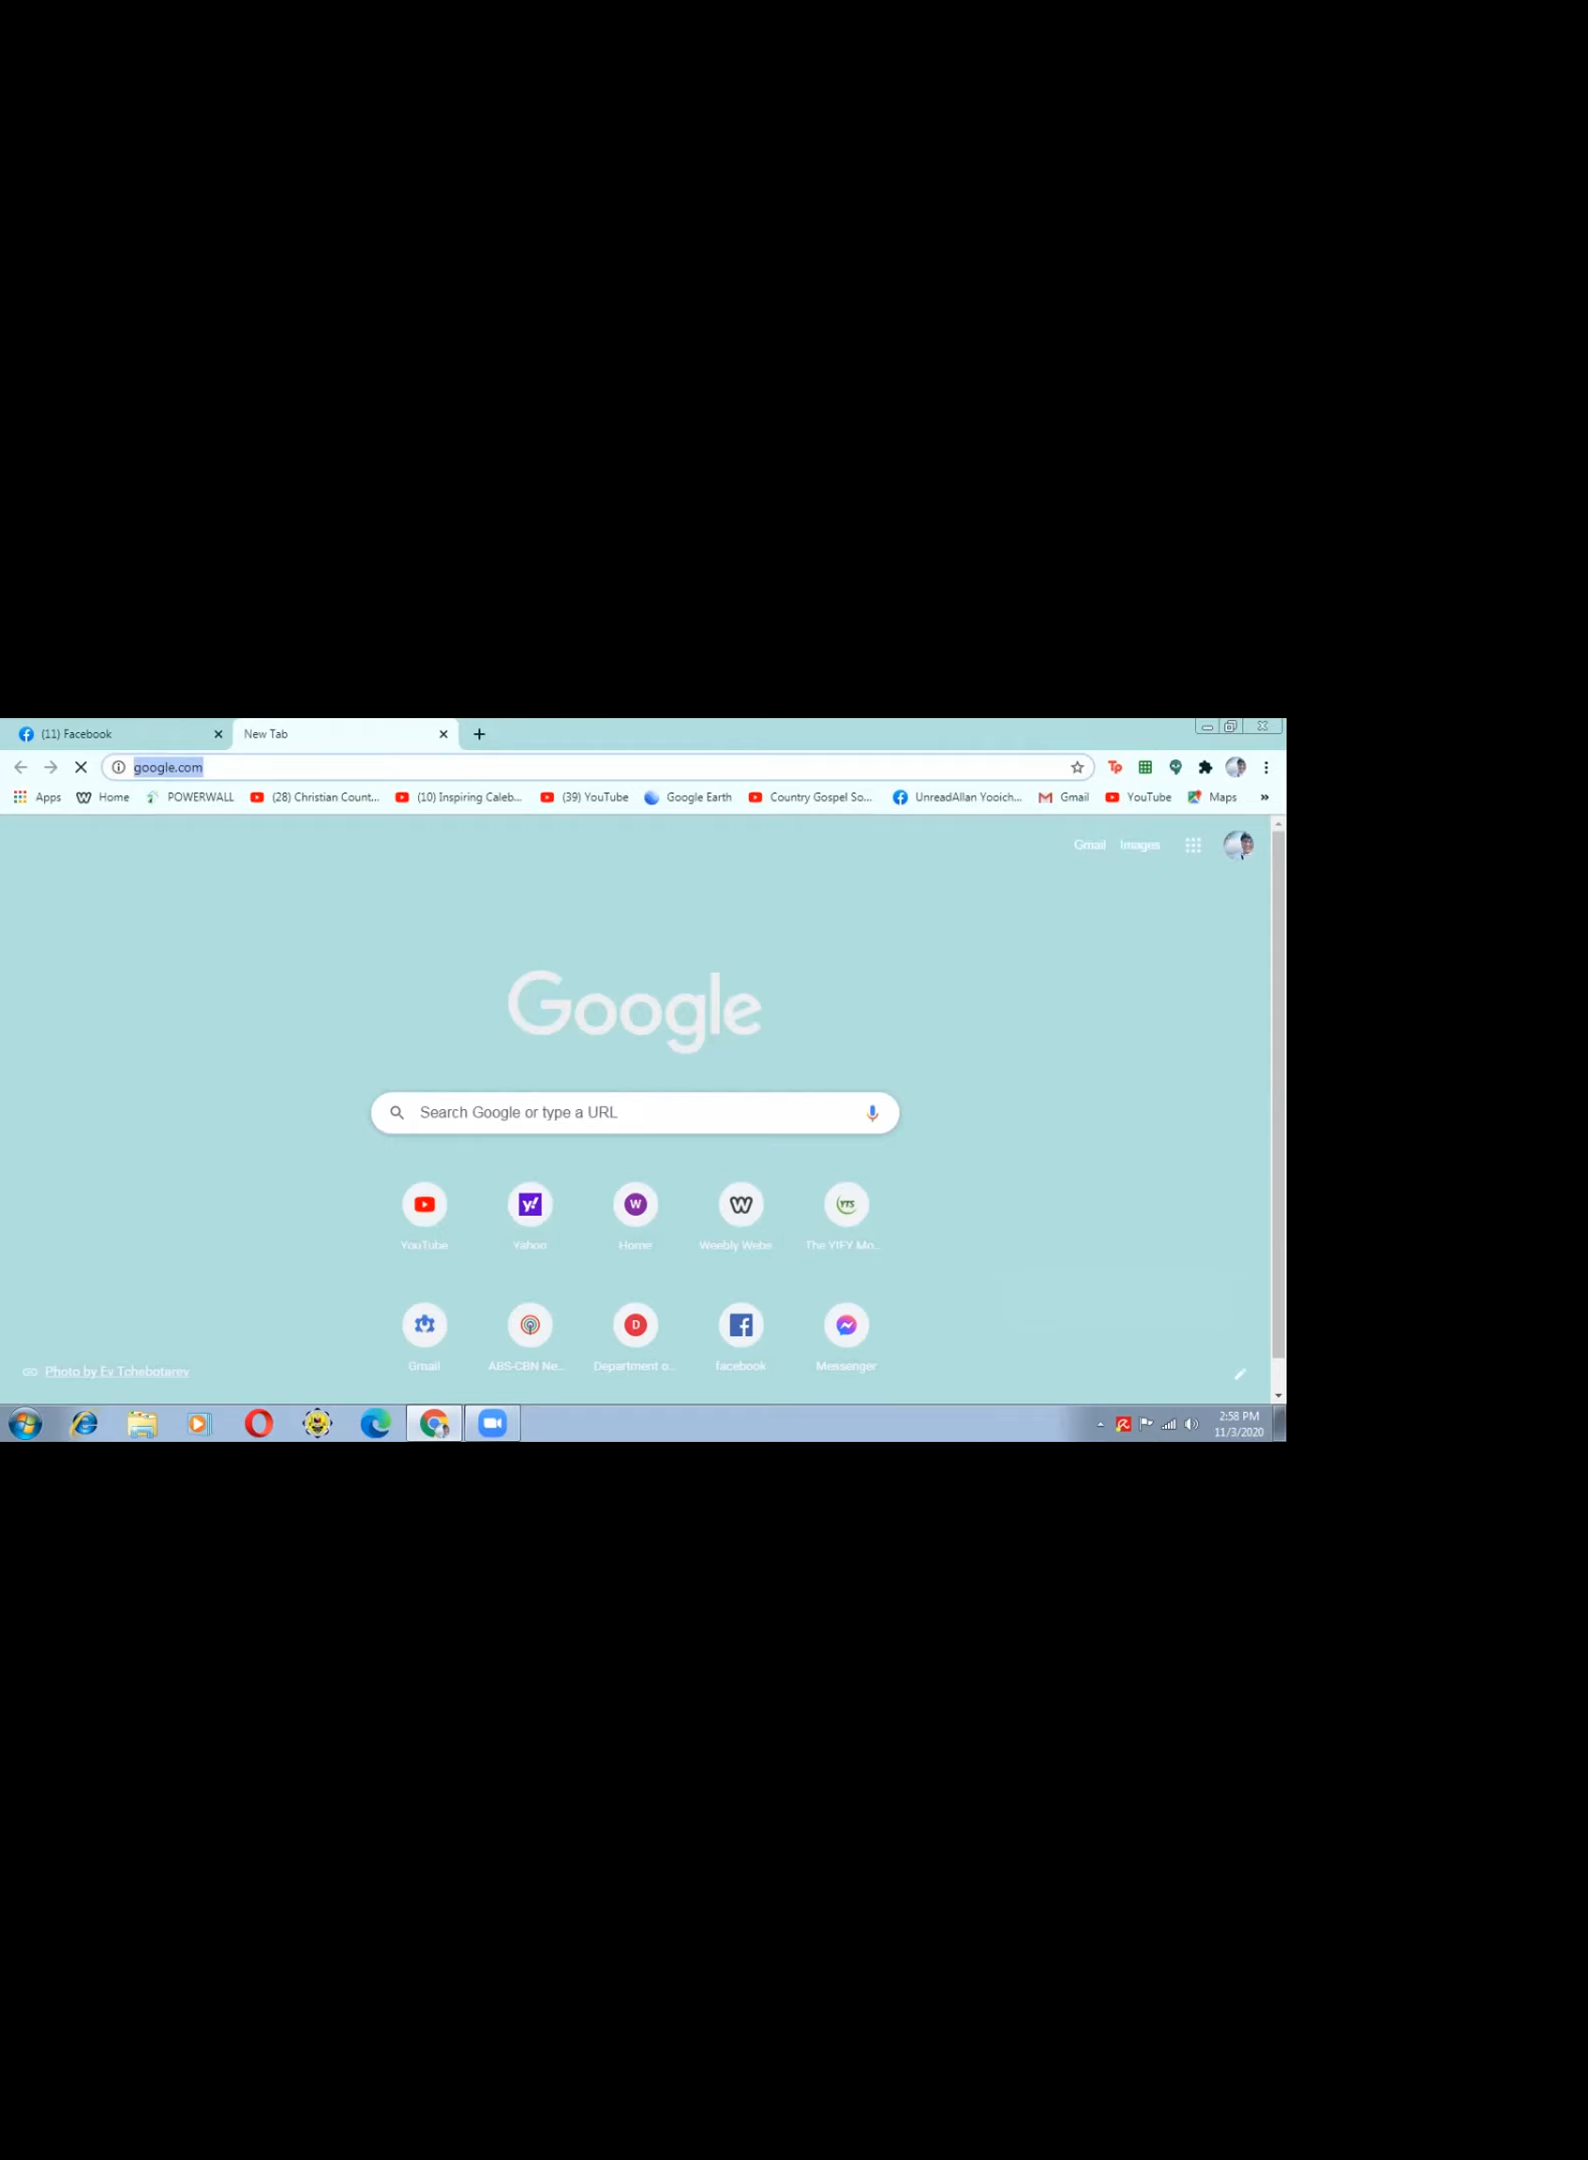 (11) Facebook New Tab
google.com
Apps Home POWERWALL (28) Christian Count... (10) Inspiring Caleb... (39) YouTube Google Earth Country Gospel So... UnreadAllan Yooich... Gmail YouTube Maps »
Gmail Images
Google
Search Google or type a URL
YouTube Yahoo Home Weebly Webs The YIFY Mo...
Gmail ABS-CBN Ne... Department o... facebook Messenger
Photo by Ev Tchebotarev
2:58 PM
11/3/2020